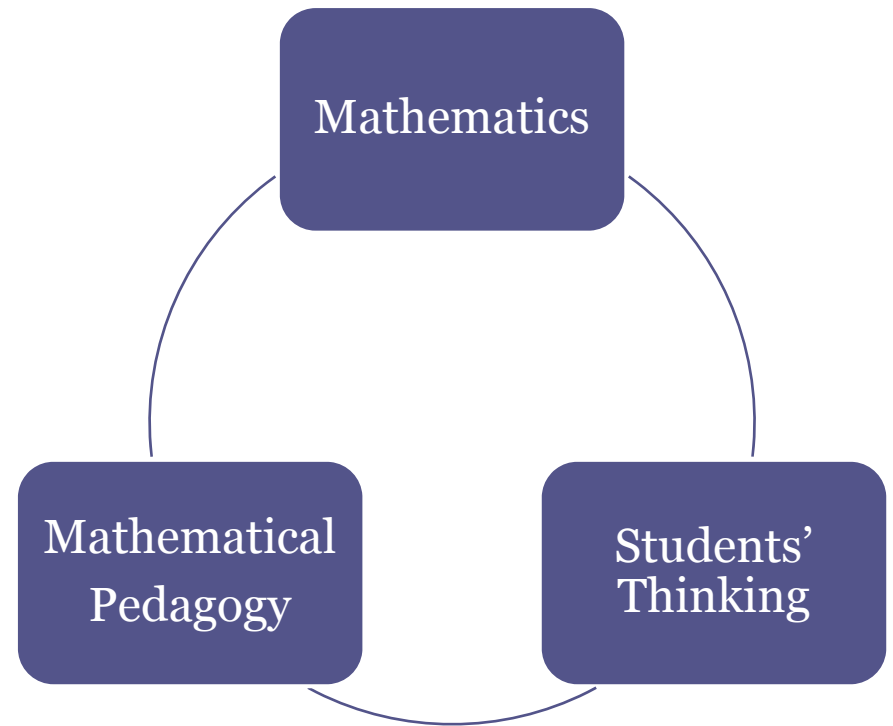 Mathematics
Mathematical
Pedagogy
Students’
Thinking